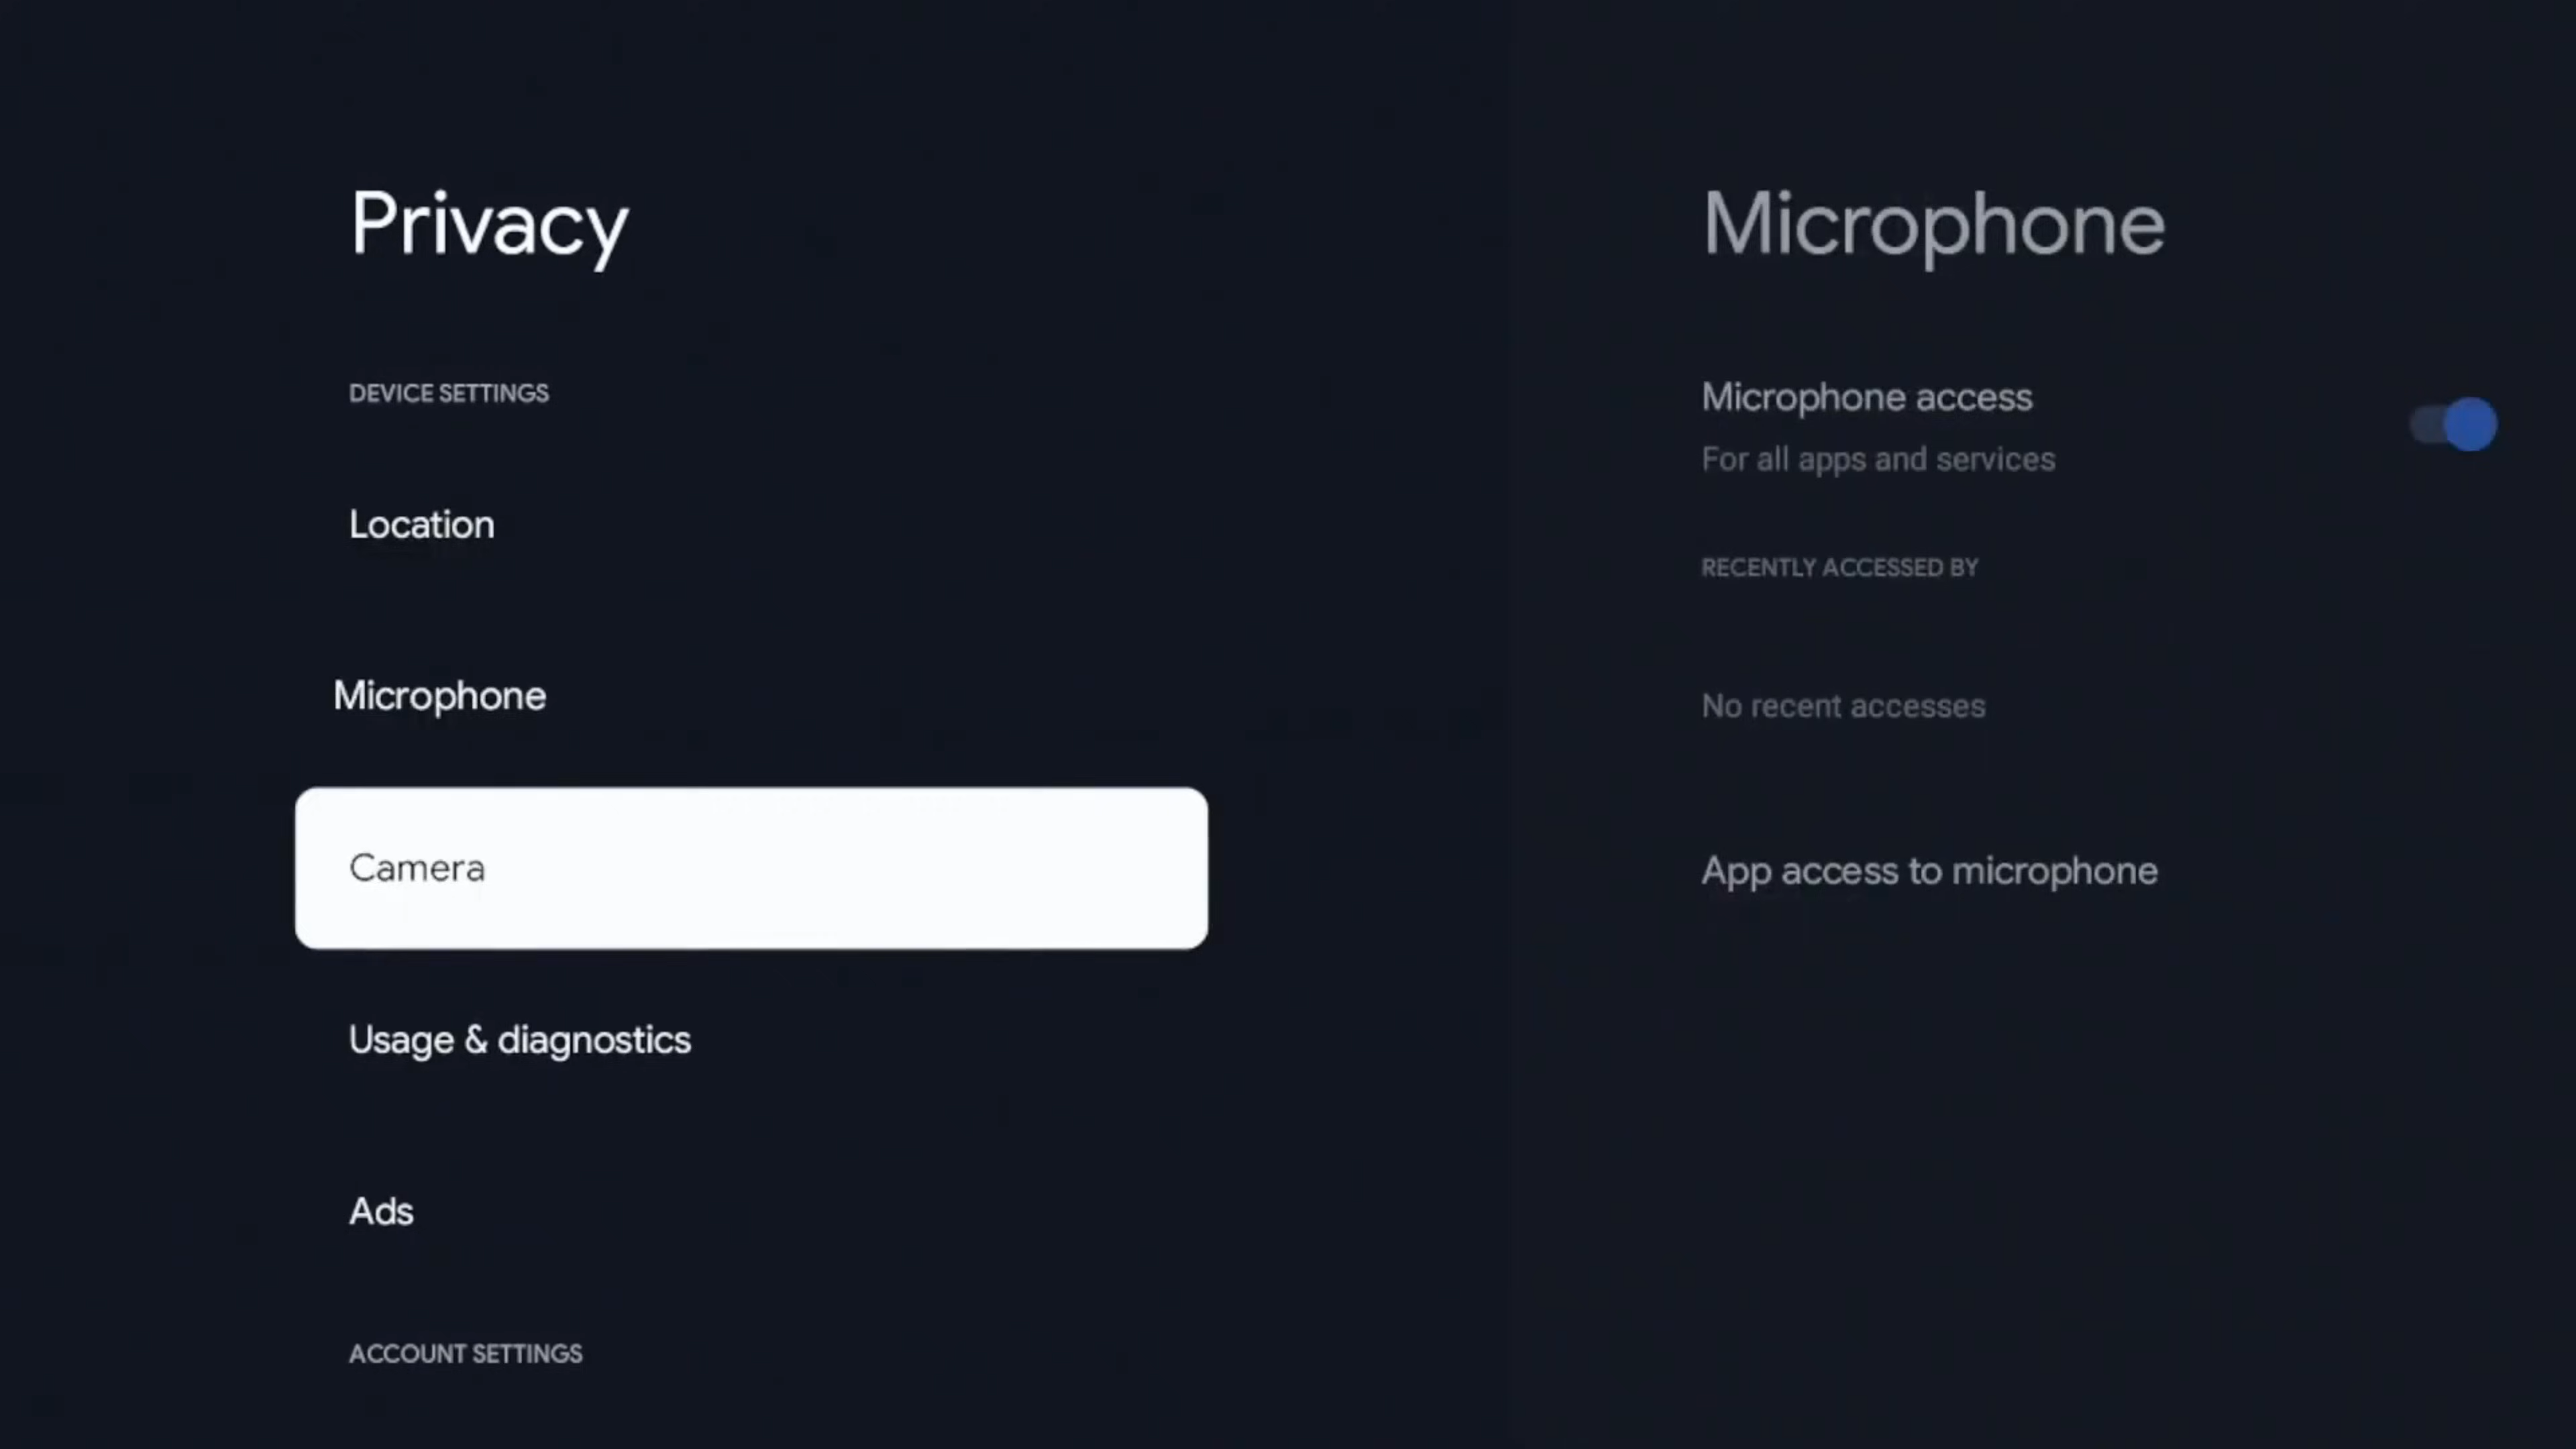 Privacy
DEVICE SETTINGS
Location
Microphone
Camera
Usage & diagnostics
Ads
ACCOUNT SETTINGS
Microphone
Microphone access
For all apps and services
RECENTLY ACCESSED BY
No recent accesses
App access to microphone